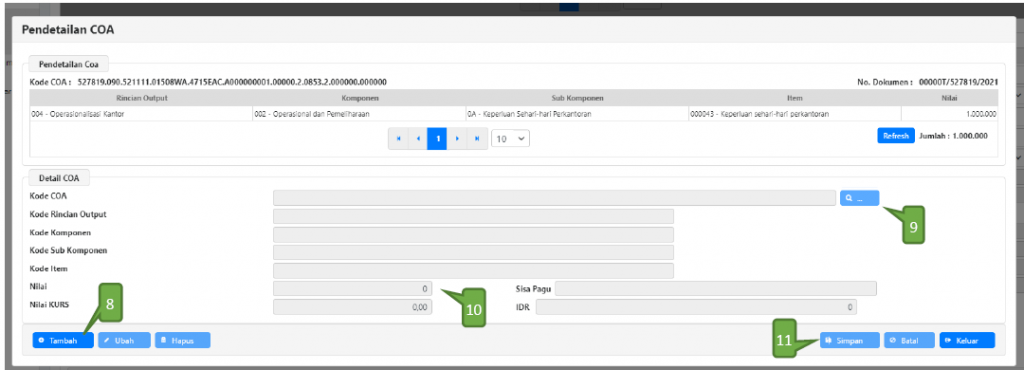 Pendetailan COA
Pendetailan Coa
Kode COA : 527819.090.521111.01508WA.4715EAC.A000000001.00000.2.0853.2.000000.000000 No. Dokumen : 00000T/527819/2021
Rincian Output Komponen Sub Komponen Item Nilai
004 - Operasionalisasi Kantor 002 - Operasional dan Pemeliharaan 0A - Keperluan Sehari-hari Perkantoran 000043 - Keperluan sehari-hari perkantoran 1.000.000
1 10 Refresh Jumlah : 1.000.000
Detail COA
Kode COA ...
9
Kode Rincian Output
Kode Komponen
Kode Sub Komponen
Kode Item
Nilai 0 Sisa Pagu
8 10
Nilai KURS 0,00 IDR 0
11
Tambah Ubah Hapus Simpan Batal Keluar